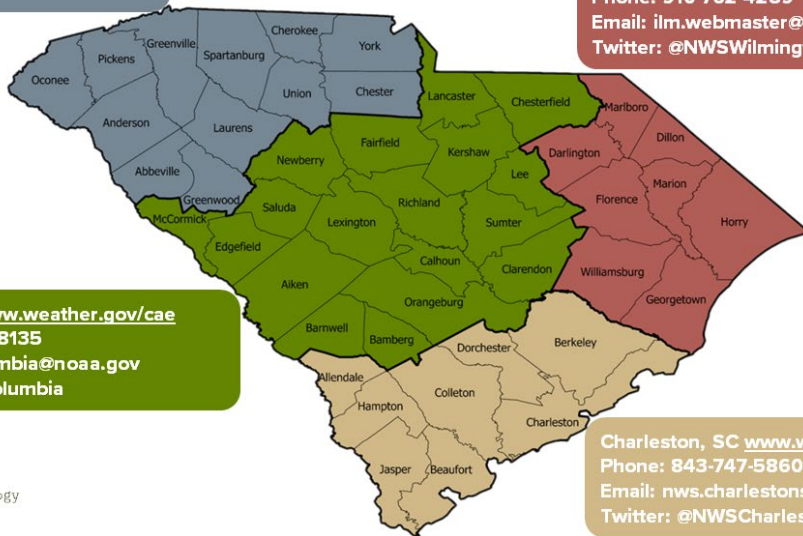 Phone: 910-762-4289
Email: ilm.webmaster@
Twitter: @NWSWilming
Cherokee
Greenville
York
Pickens
Spartanburg
Oconee
Union
Chester
Lancaster
Chesterfield
Marlboro
Anderson
Laurens
Dillon
Fairfield
Kershaw
Darlington
Newberry
Abbeville
Lee
Marion
Greenwood
Florence
Richland
Saluda
McCormick
Lexington
Sumter
Horry
Edgefield
Calhoun
Clarendon
Williamsburg
Aiken
Orangeburg
Georgetown
ww.weather.gov/cae
8135
mbia@noaa.gov
olumbia
Barnwell
Bamberg
Dorchester
Berkeley
Allendale
Hampton
Colleton
Charleston
Jasper
Beaufort
Charleston, SC www.w
Phone: 843-747-5860
Email: nws.charlestons
Twitter: @NWSCharles
gy